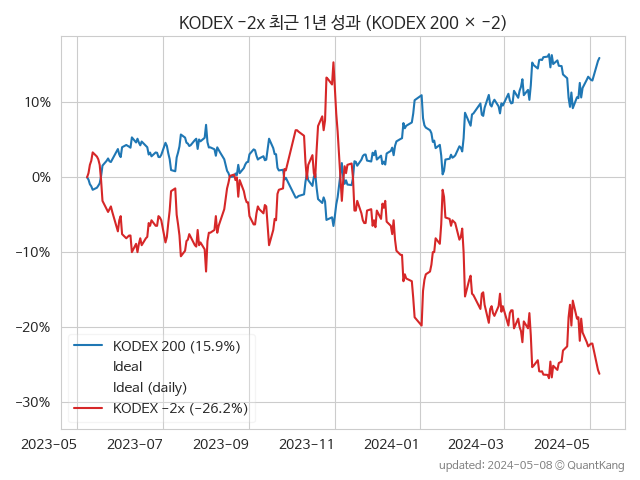 KODEX -2x 최근 1년 성과 (KODEX 200 × -2)
10%
0%
-10%
-20%
-30%
KODEX 200 (15.9%)
Ideal
Ideal (daily)
KODEX -2x (-26.2%)
2023-05 2023-07 2023-09 2023-11 2024-01 2024-03 2024-05
updated: 2024-05-08 © QuantKang